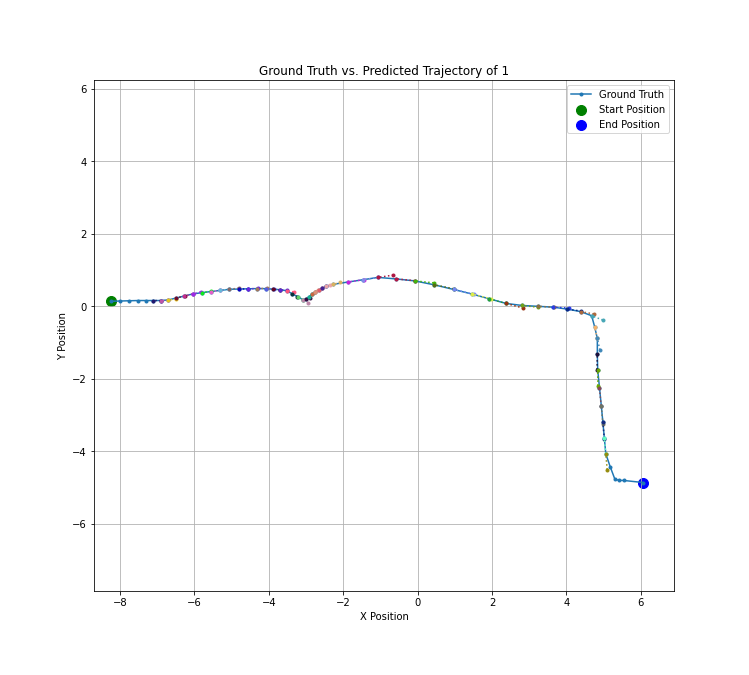 Ground Truth vs. Predicted Trajectory of 1
Ground Truth
Start Position
End Position
6
4
2
0
−2
−4
−6
Y Position
−8
−6
−4
−2
0
2
4
6
X Position